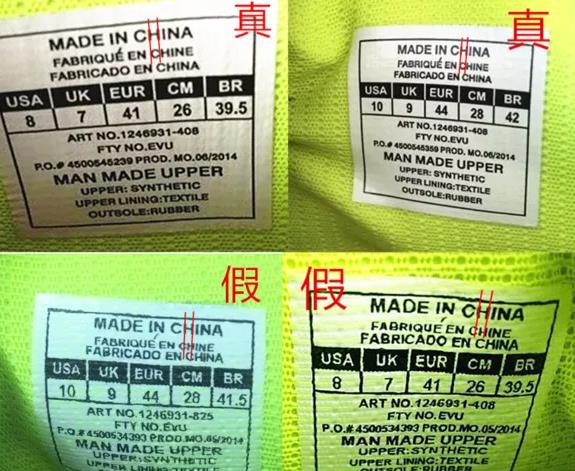 真
MADE IN CHINA
FABRIQUÉ EN CHINE
FABRICADO EN CHINA
USA UK EUR CM BR
8 7 41 26 39.5
ART NO.1246931-408
FTY NO.EVU
P.O.# 4500545239 PROD. MO.06/2014
MAN MADE UPPER
UPPER: SYNTHETIC
UPPER LINING:TEXTILE
OUTSOLE:RUBBER
真
MADE IN CHINA
FABRIQUÉ EN CHINE
FABRICADO EN CHINA
USA UK EUR CM BR
10 9 44 28 42
ART NO.1246931-408
FTY NO.EVU
P.O.# 4500545359 PROD. MO.06/2014
MAN MADE UPPER
UPPER: SYNTHETIC
UPPER LINING:TEXTILE
OUTSOLE:RUBBER
假
MADE IN CHINA
FABRIQUÉ EN CHINE
FABRICADO EN CHINA
USA UK EUR CM BR
10 9 44 28 41.5
ART NO.1246931-825
FTY NO.EVU
P.O.# 4500534393 PROD.MO.05/2014
MAN MADE UPPER
UPPER:SYNTHETIC
UPPER LINING:TEXTILE
假
MADE IN CHINA
FABRIQUÉ EN CHINE
FABRICADO EN CHINA
USA UK EUR CM BR
8 7 41 26 39.5
ART NO.1246931-408
FTY NO.EVU
P.O.# 4500534393 PROD.MO.05/2014
MAN MADE UPPER
UPPER:SYNTHETIC